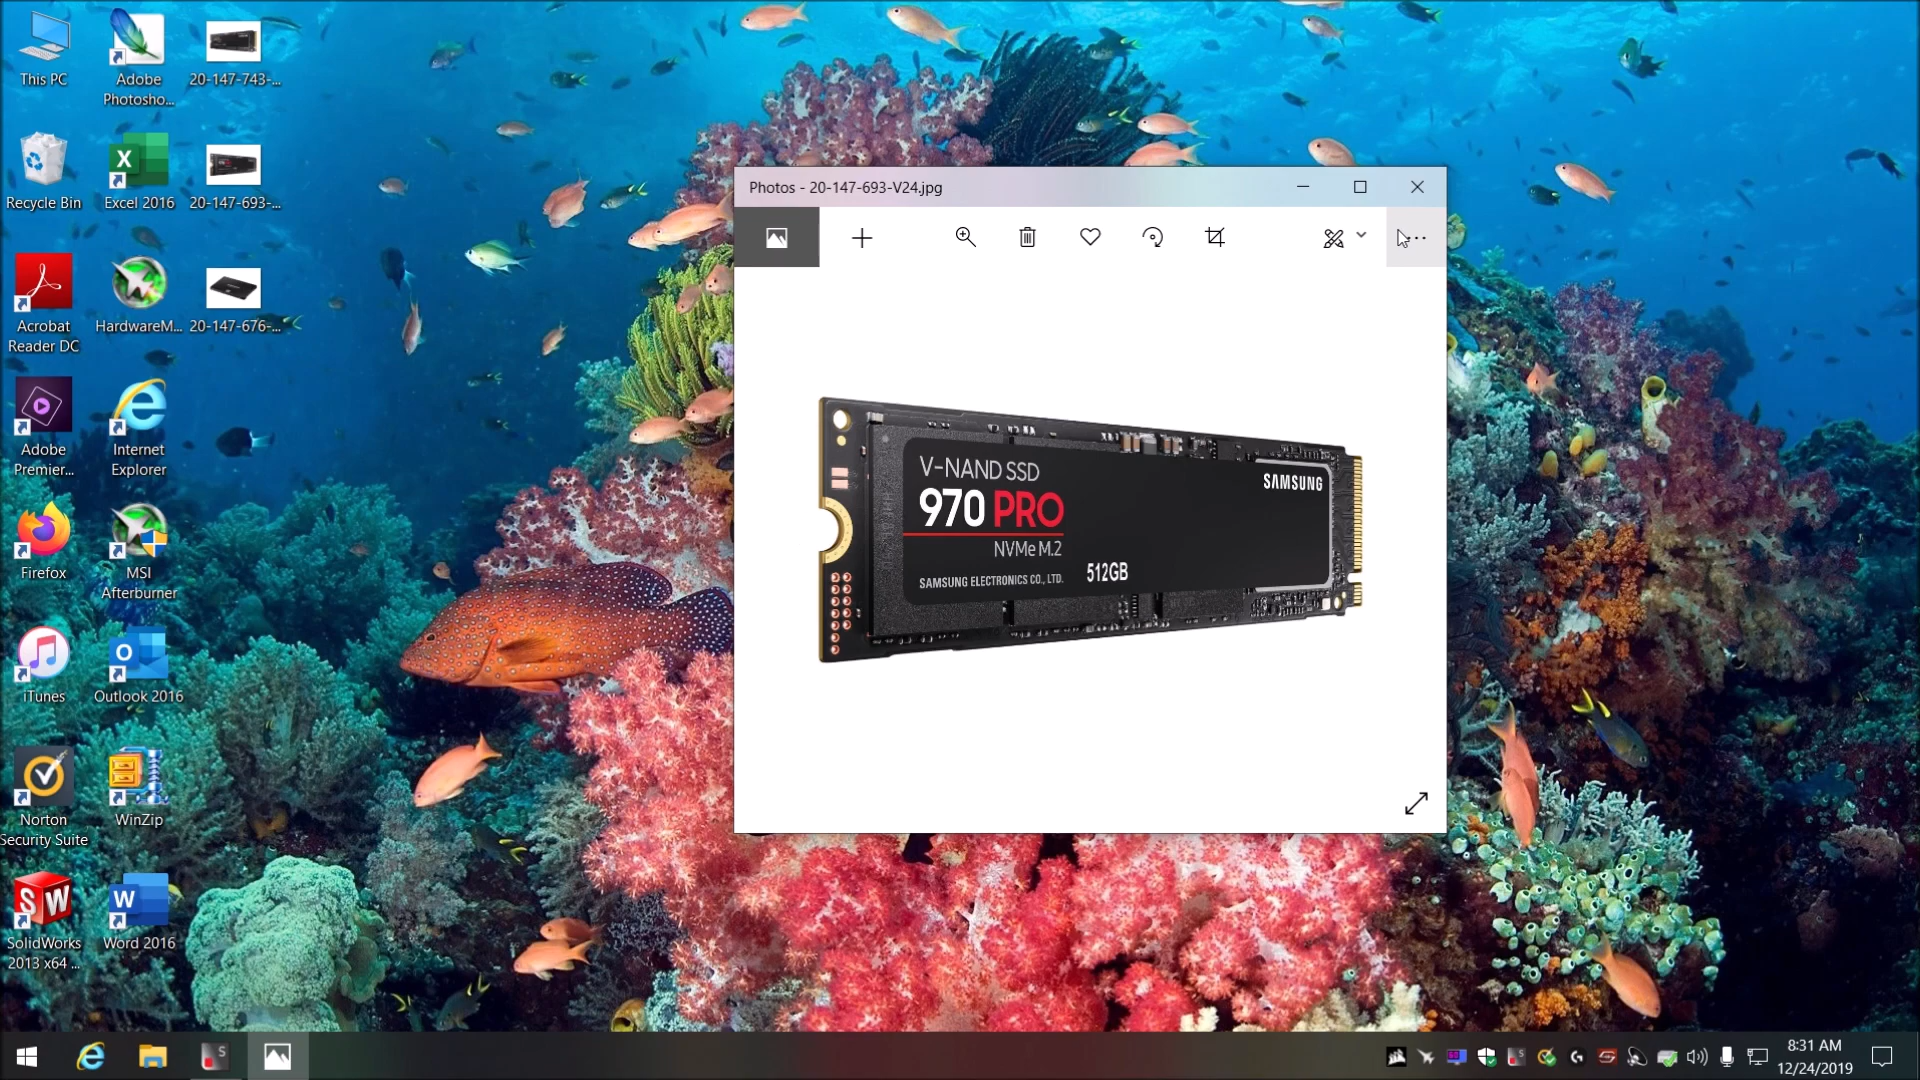 This PC
Adobe
Photosho...
20-147-743-...
Recycle Bin
Excel 2016
20-147-693-...
Acrobat
Reader DC
HardwareM...
20-147-676-...
Adobe
Premier...
Internet
Explorer
Firefox
MSI
Afterburner
iTunes
Outlook 2016
Norton
Security Suite
WinZip
SolidWorks
2013 x64 ...
Word 2016
Photos - 20-147-693-V24.jpg
V-NAND SSD
970 PRO
NVMe M.2
SAMSUNG ELECTRONICS CO., LTD.
512GB
SAMSUNG
8:31 AM
12/24/2019